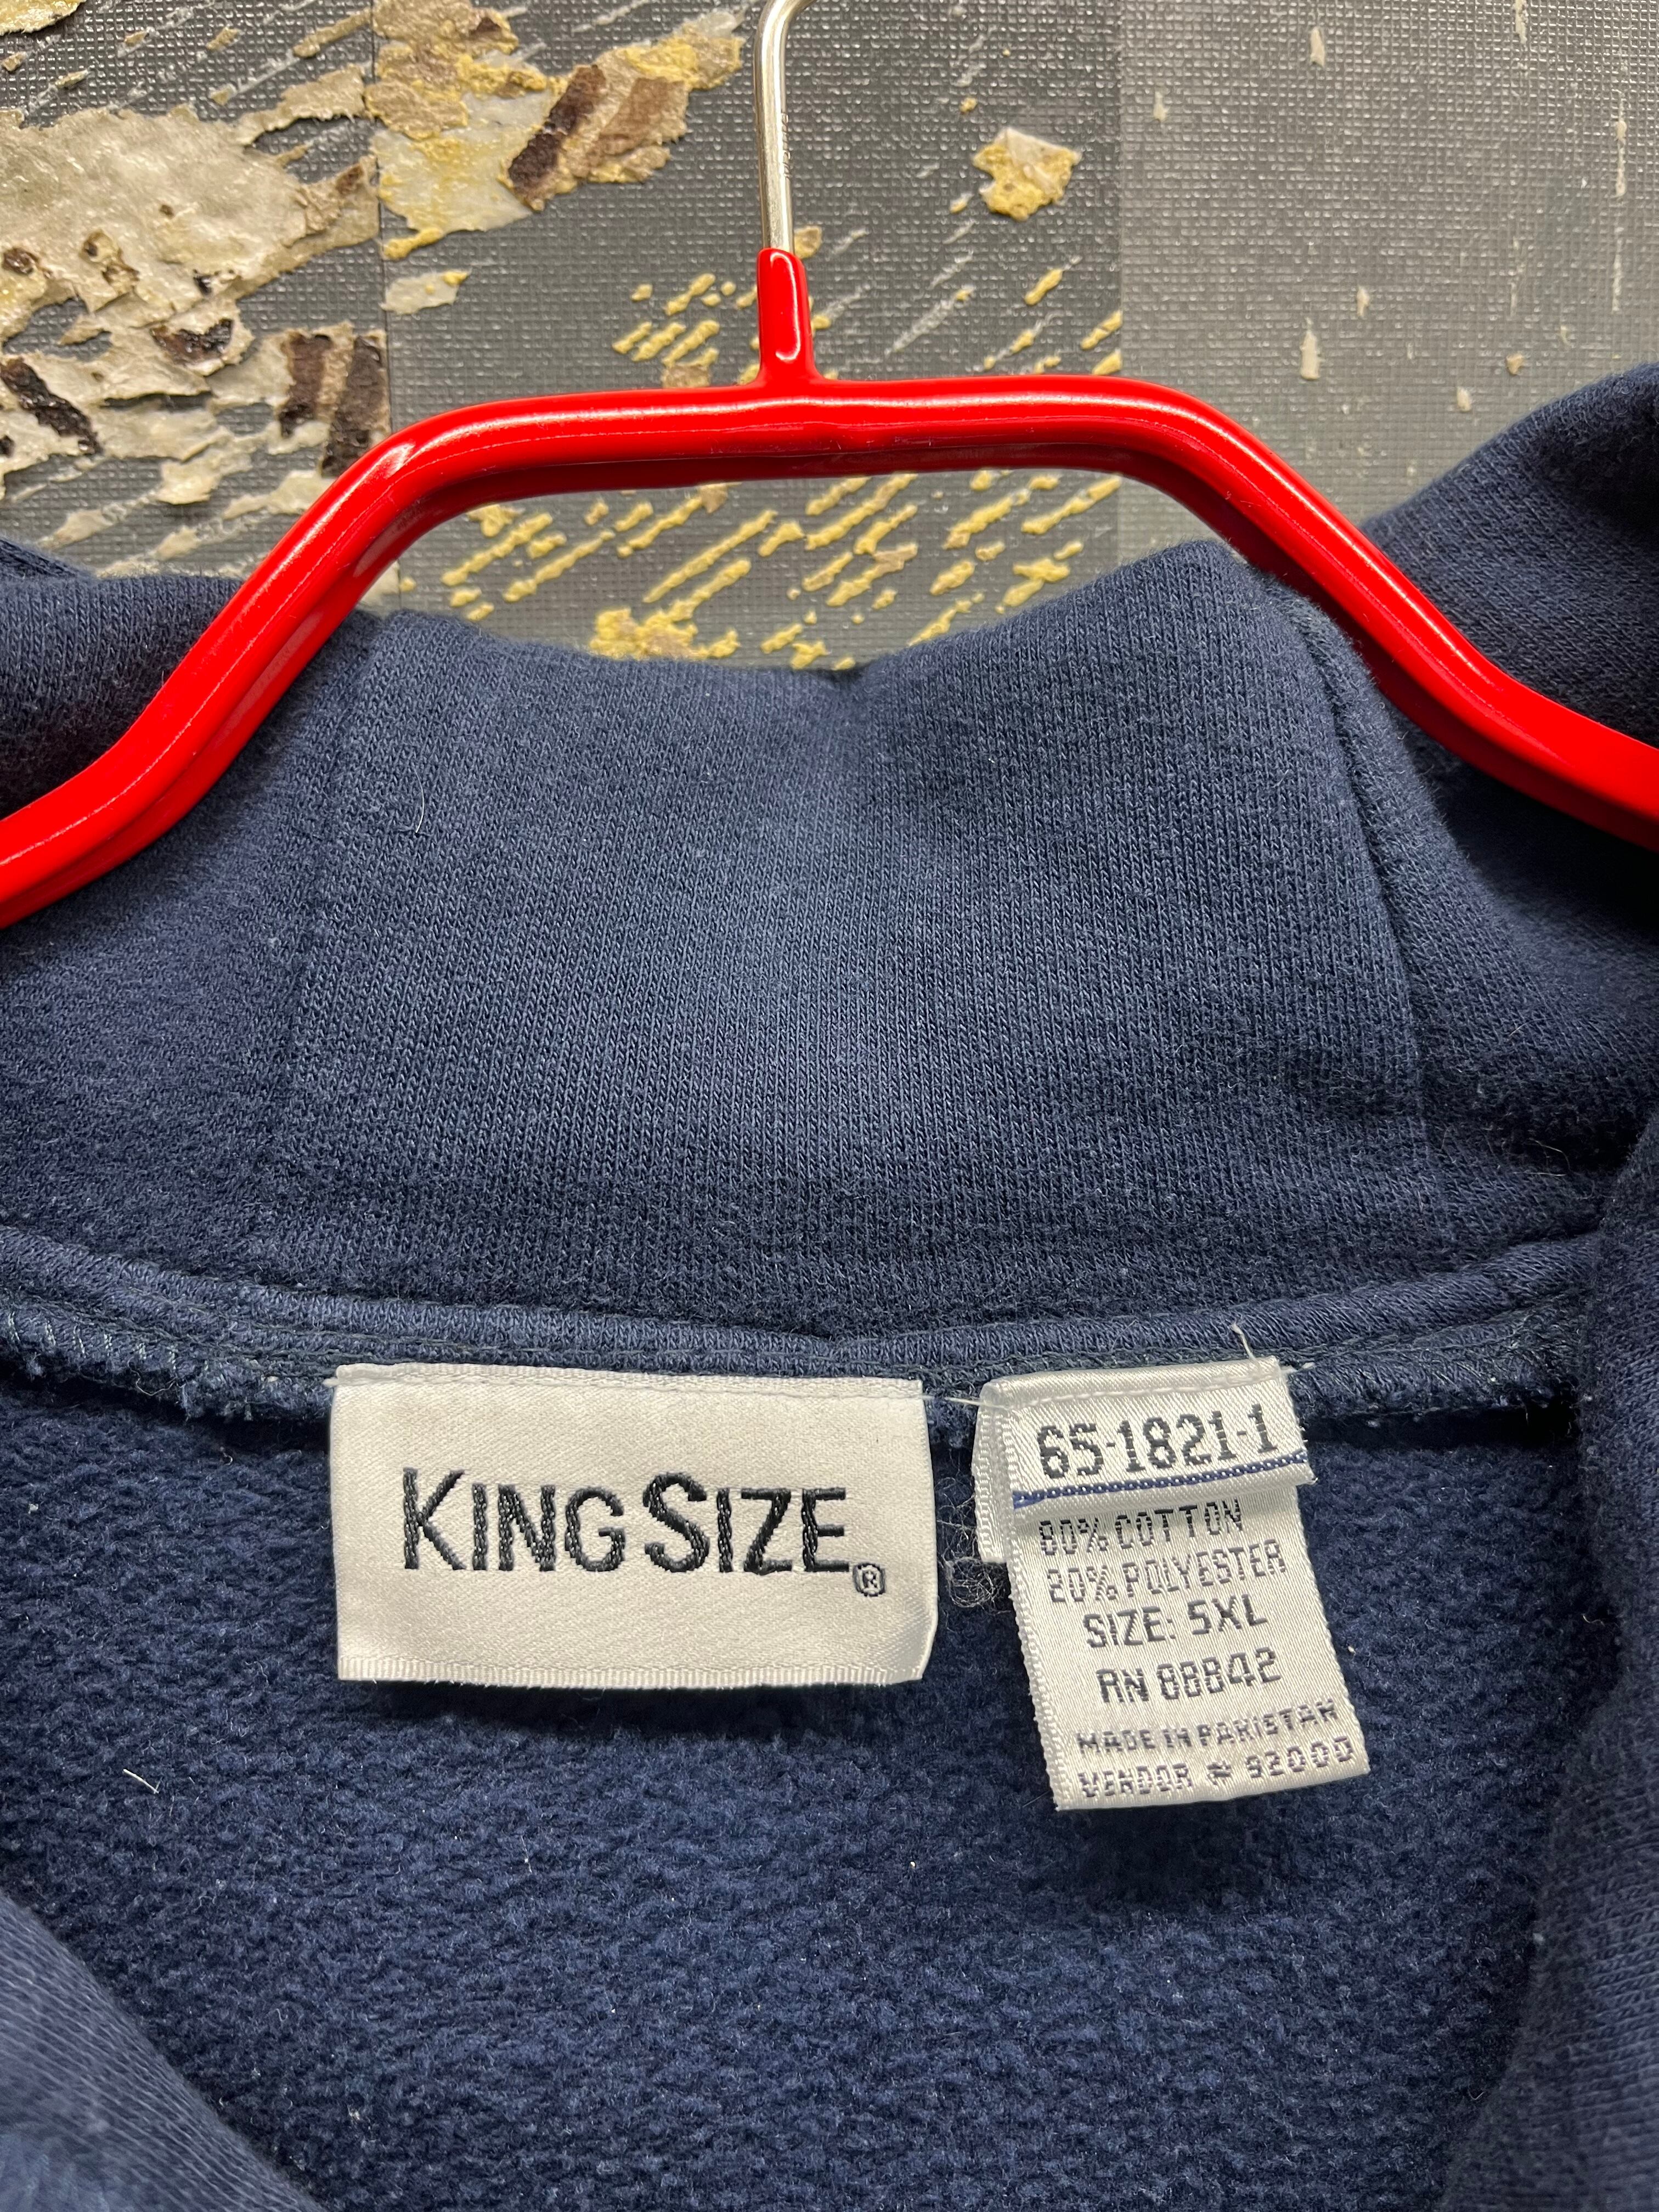 KING SIZE®
65-1821-1
80% COTTON
20% POLYESTER
SIZE: 5XL
RN 88842
MADE IN PAKISTAN
VENDOR # 92000